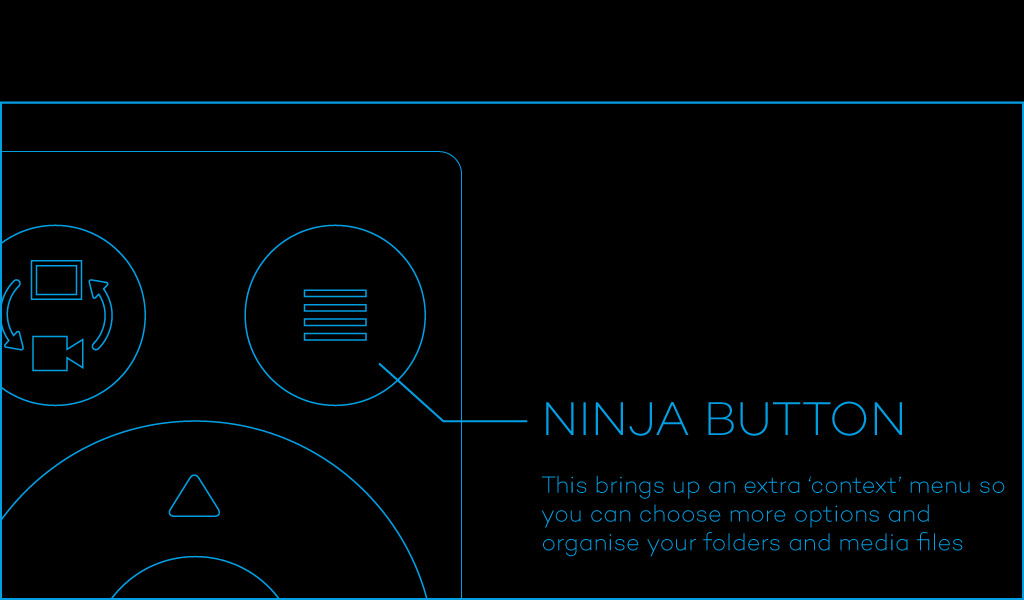 NINJA BUTTON
This brings up an extra ‘context’ menu so
you can choose more options and
organise your folders and media files